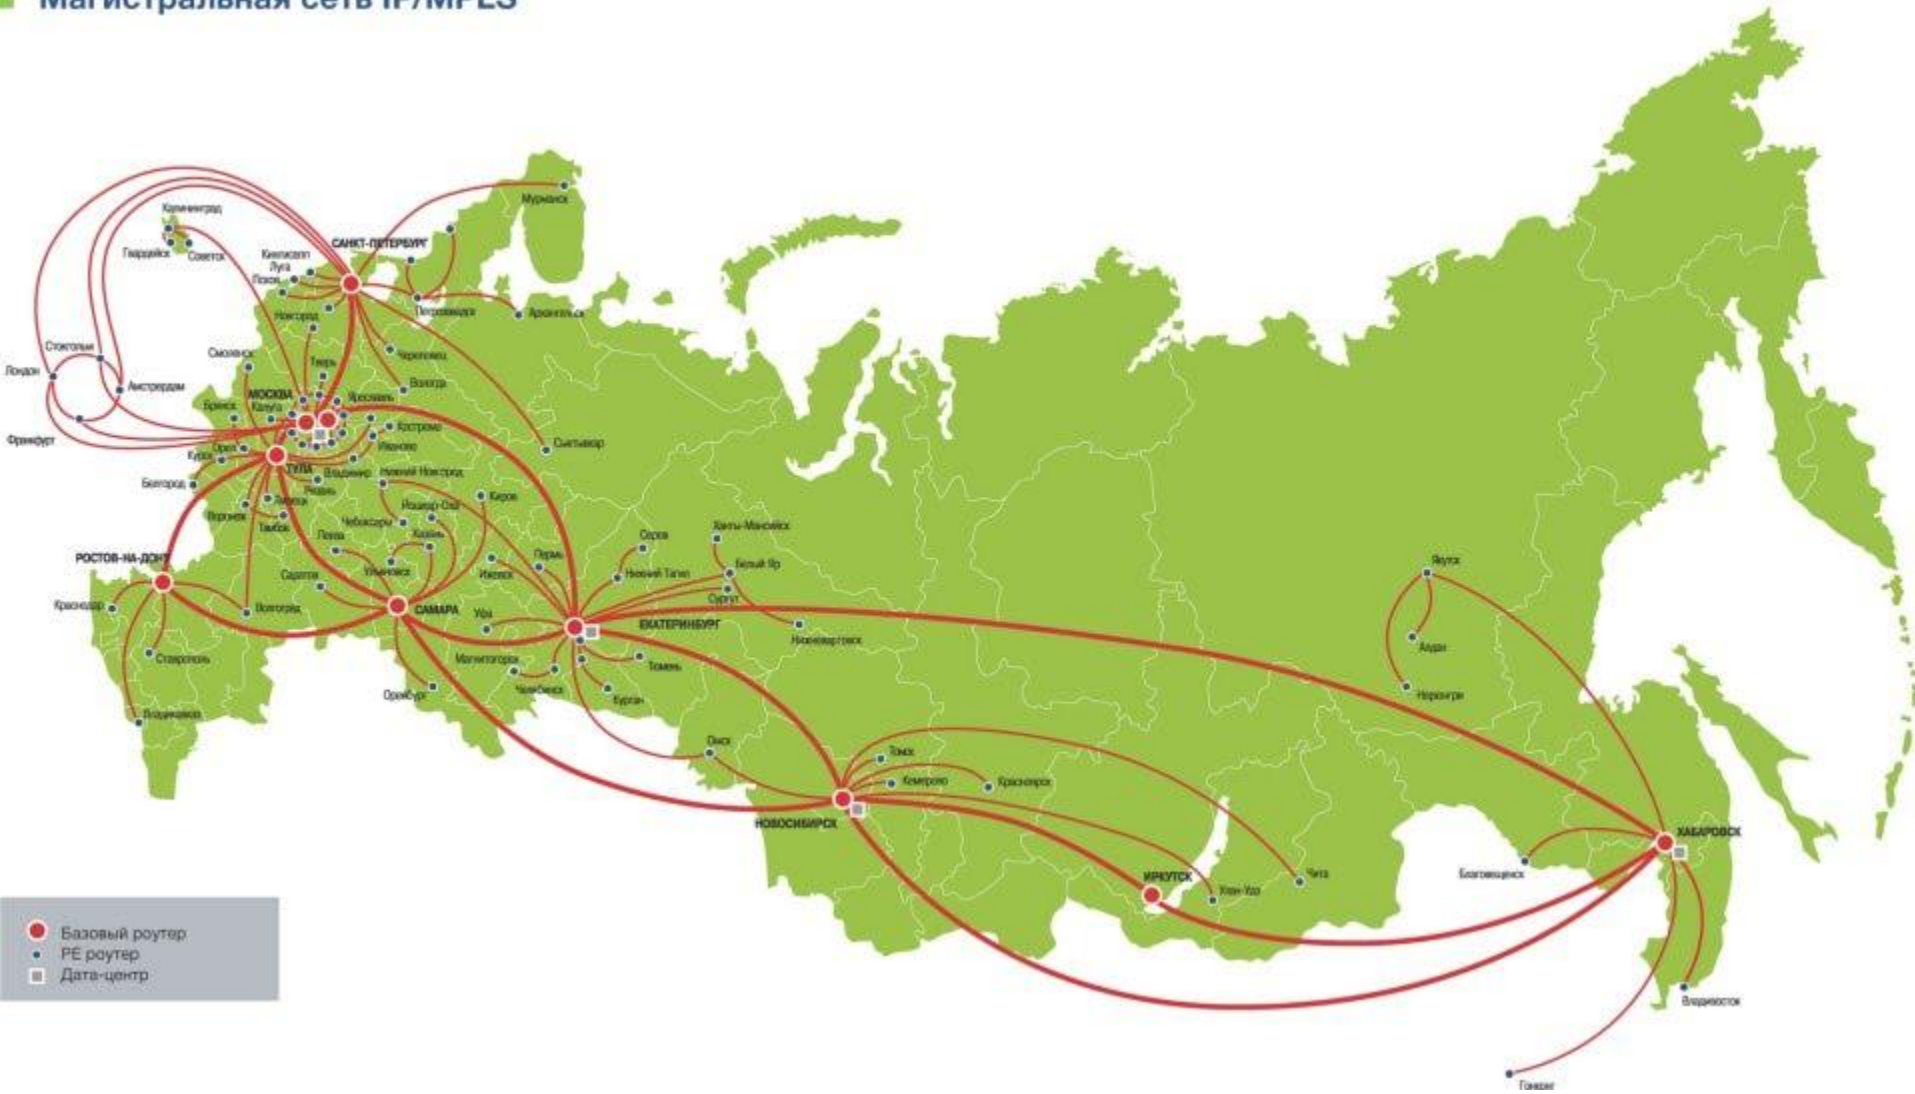 Магистральная сеть IP/MPLS
Мурманск
Калининград
САНКТ-ПЕТЕРБУРГ
Гвардейск
Советск
Кингисепп
Луга
Псков
Новгород
Петрозаводск
Архангельск
Стокгольм
Смоленск
Череповец
Тверь
Лондон
Амстердам
Вологда
МОСКВА
Ярославль
Брянск
Калуга
Кострома
Франкфурт
Сыктывкар
Орел
Иваново
Курск
ТУЛА
Владимир
Нижний Новгород
Белгород
Рязань
Липецк
Киров
Йошкар-Ола
Воронеж
Тамбов
Чебоксары
Ханты-Мансийск
Пенза
Казань
Серов
РОСТОВ-НА-ДОНУ
Пермь
Белый Яр
Якутск
Саратов
Ульяновск
Ижевск
Нижний Тагил
Сургут
Краснодар
Волгоград
САМАРА
Уфа
ЕКАТЕРИНБУРГ
Нижневартовск
Алдан
Ставрополь
Магнитогорск
Тюмень
Оренбург
Челябинск
Курган
Нерюнгри
Владикавказ
Омск
Томск
Кемерово
Красноярск
НОВОСИБИРСК
ХАБАРОВСК
ИРКУТСК
Улан-Удэ
Чита
Благовещенск
Базовый роутер
PE роутер
Дата-центр
Владивосток
Гонконг